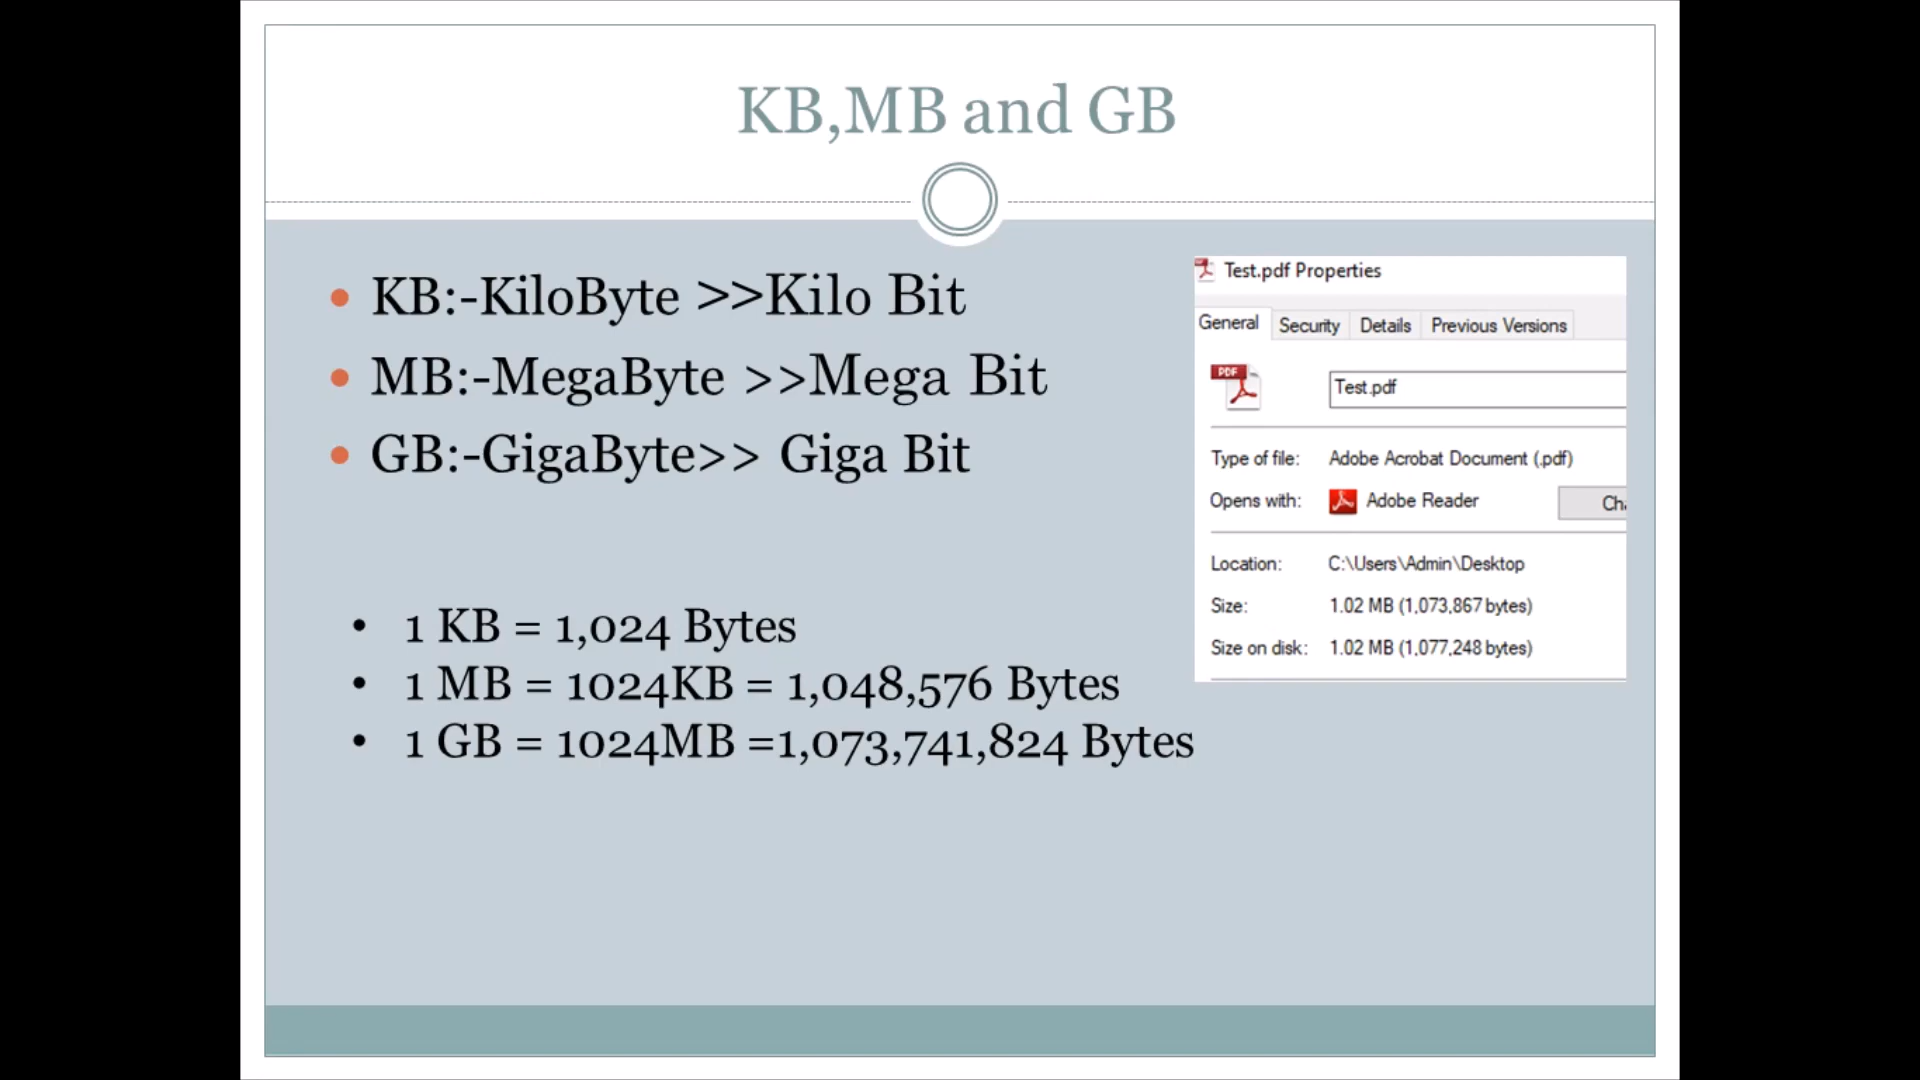 KB,MB and GB
KB:-KiloByte >>Kilo Bit
MB:-MegaByte >>Mega Bit
GB:-GigaByte>> Giga Bit
1 KB = 1,024 Bytes
1 MB = 1024KB = 1,048,576 Bytes
1 GB = 1024MB =1,073,741,824 Bytes
Test.pdf Properties
General Security Details Previous Versions
PDF
Test.pdf
Type of file: Adobe Acrobat Document (.pdf)
Opens with: Adobe Reader
Location: C:\Users\Admin\Desktop
Size: 1.02 MB (1,073,867 bytes)
Size on disk: 1.02 MB (1,077,248 bytes)